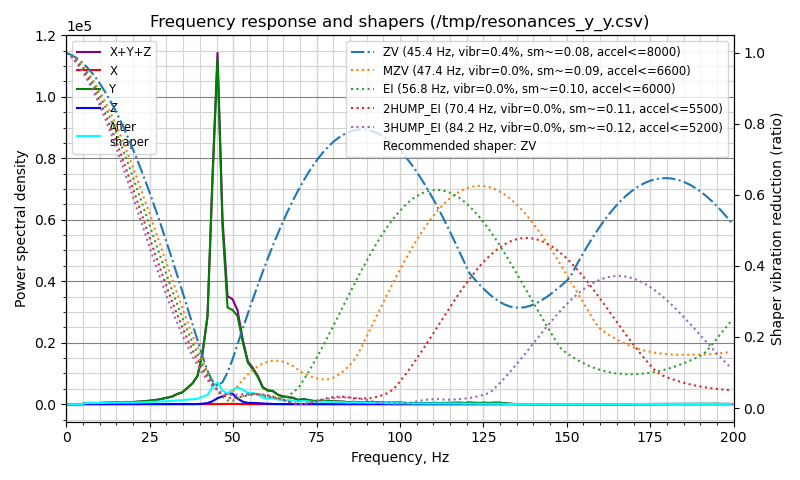 Frequency response and shapers (/tmp/resonances_y_y.csv)
1e5
X+Y+Z
X
Y
Z
After
shaper
ZV (45.4 Hz, vibr=0.4%, sm~=0.08, accel<=8000)
MZV (47.4 Hz, vibr=0.0%, sm~=0.09, accel<=6600)
EI (56.8 Hz, vibr=0.0%, sm~=0.10, accel<=6000)
2HUMP_EI (70.4 Hz, vibr=0.0%, sm~=0.11, accel<=5500)
3HUMP_EI (84.2 Hz, vibr=0.0%, sm~=0.12, accel<=5200)
Recommended shaper: ZV
Power spectral density
1.2
1.0
0.8
0.6
0.4
0.2
0.0
Shaper vibration reduction (ratio)
1.0
0.8
0.6
0.4
0.2
0.0
0 25 50 75 100 125 150 175 200
Frequency, Hz